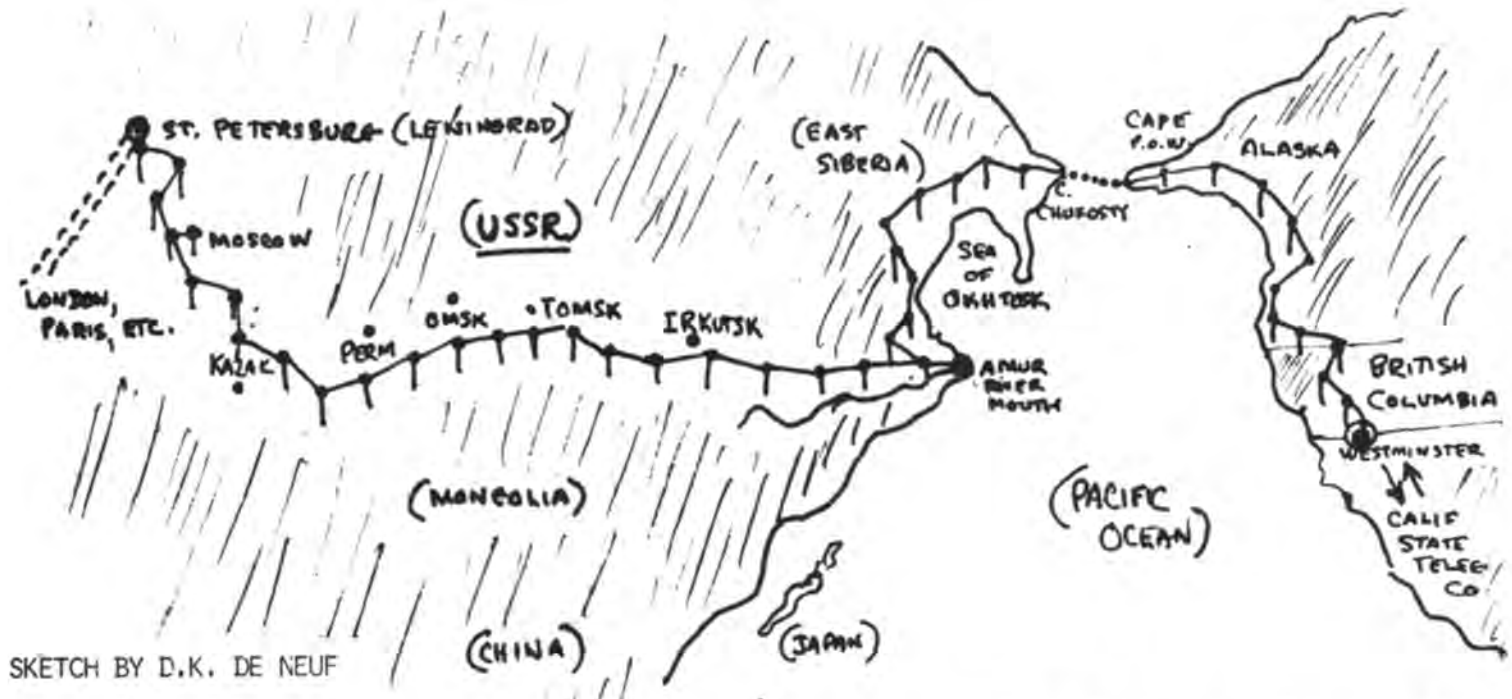 ST. PETERSBURG (LENINGRAD)
MOSCOW
(USSR)
LONDON,
PARIS, ETC.
KAZAK
PERM
OMSK
TOMSK
IRKUTSK
(EAST
SIBERIA)
C.
CHUKOSTY
SEA
OF
OKHTOSK
AMUR
RIVER
MOUTH
CAPE
P.O.W.
ALASKA
BRITISH
COLUMBIA
WESTMINSTER
CALIF
STATE
TELEG
CO
(MONGOLIA)
(PACIFIC
OCEAN)
(CHINA)
(JAPAN)
SKETCH BY D.K. DE NEUF